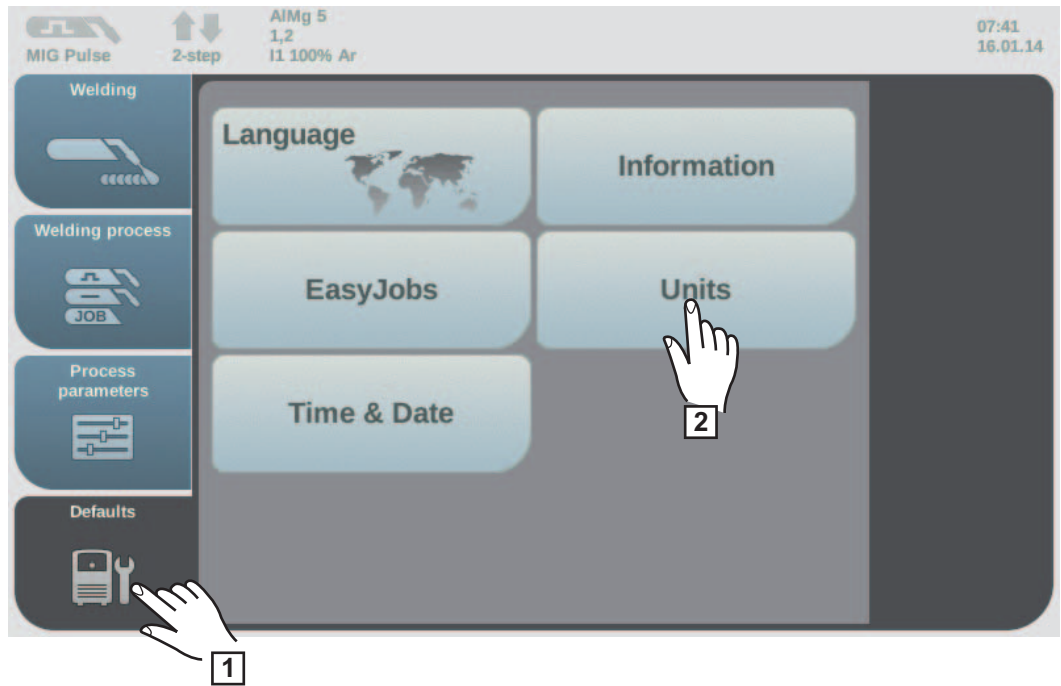 MIG Pulse
2-step
AlMg 5
1,2
I1 100% Ar
07:41
16.01.14
Welding
Welding process
JOB
Process
parameters
Defaults
Language
Information
EasyJobs
Units
Time & Date
2
1